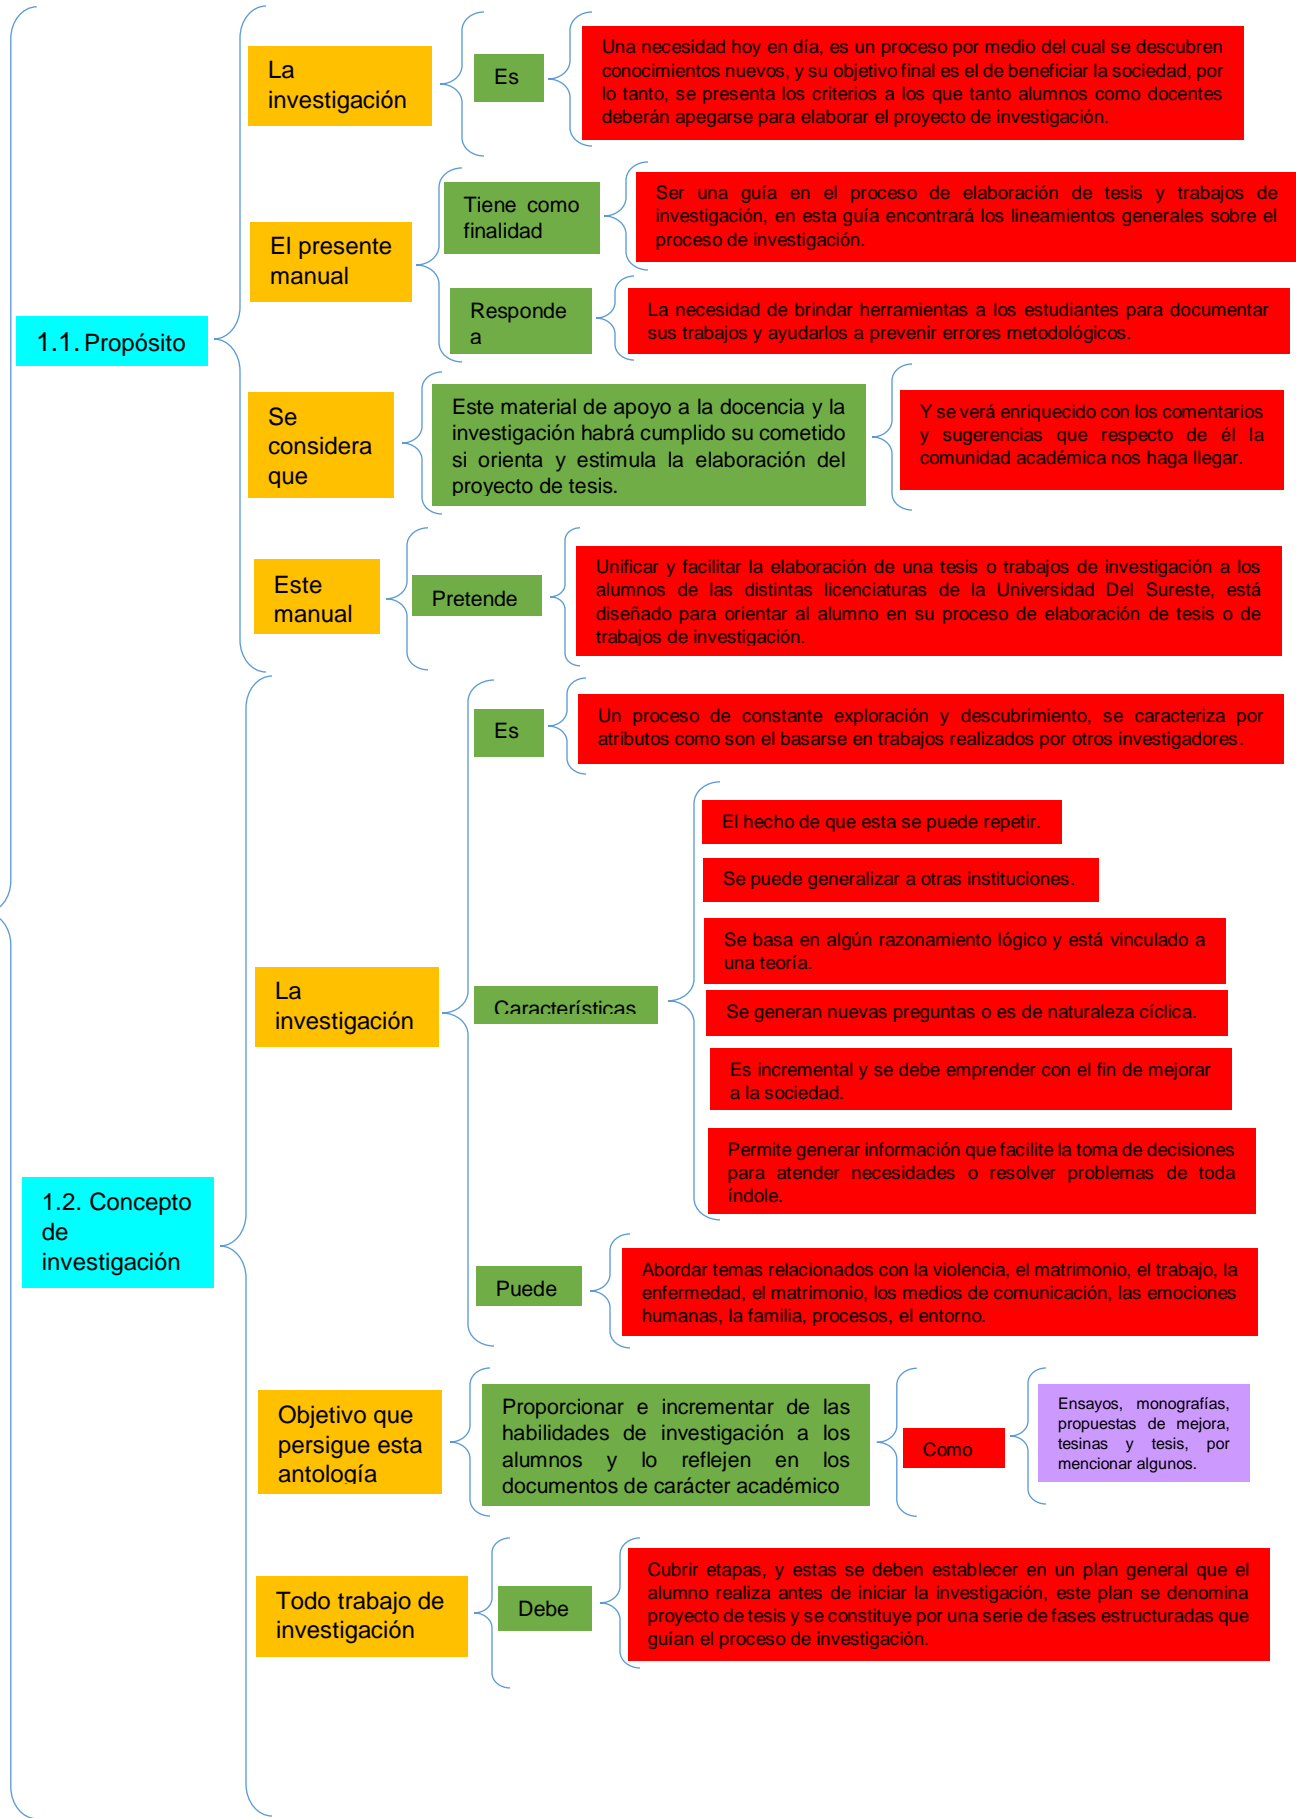 1.1. Propósito
La
investigación
Es
Una necesidad hoy en día, es un proceso por medio del cual se descubren
conocimientos nuevos, y su objetivo final es el de beneficiar la sociedad, por
lo tanto, se presenta los criterios a los que tanto alumnos como docentes
deberán apegarse para elaborar el proyecto de investigación.
El presente
manual
Tiene como
finalidad
Ser una guía en el proceso de elaboración de tesis y trabajos de
investigación, en esta guía encontrará los lineamientos generales sobre el
proceso de investigación.
Responde
a
La necesidad de brindar herramientas a los estudiantes para documentar
sus trabajos y ayudarlos a prevenir errores metodológicos.
Se
considera
que
Este material de apoyo a la docencia y la
investigación habrá cumplido su cometido
si orienta y estimula la elaboración del
proyecto de tesis.
Y se verá enriquecido con los comentarios
y sugerencias que respecto de él la
comunidad académica nos haga llegar.
Este
manual
Pretende
Unificar y facilitar la elaboración de una tesis o trabajos de investigación a los
alumnos de las distintas licenciaturas de la Universidad Del Sureste, está
diseñado para orientar al alumno en su proceso de elaboración de tesis o de
trabajos de investigación.
1.2. Concepto
de
investigación
La
investigación
Es
Un proceso de constante exploración y descubrimiento, se caracteriza por
atributos como son el basarse en trabajos realizados por otros investigadores.
Características
El hecho de que esta se puede repetir.
Se puede generalizar a otras instituciones.
Se basa en algún razonamiento lógico y está vinculado a
una teoría.
Se generan nuevas preguntas o es de naturaleza cíclica.
Es incremental y se debe emprender con el fin de mejorar
a la sociedad.
Permite generar información que facilite la toma de decisiones
para atender necesidades o resolver problemas de toda
índole.
Puede
Abordar temas relacionados con la violencia, el matrimonio, el trabajo, la
enfermedad, el matrimonio, los medios de comunicación, las emociones
humanas, la familia, procesos, el entorno.
Objetivo que
persigue esta
antología
Proporcionar e incrementar de las
habilidades de investigación a los
alumnos y lo reflejen en los
documentos de carácter académico
Como
Ensayos, monografías,
propuestas de mejora,
tesinas y tesis, por
mencionar algunos.
Todo trabajo de
investigación
Debe
Cubrir etapas, y estas se deben establecer en un plan general que el
alumno realiza antes de iniciar la investigación, este plan se denomina
proyecto de tesis y se constituye por una serie de fases estructuradas que
guían el proceso de investigación.